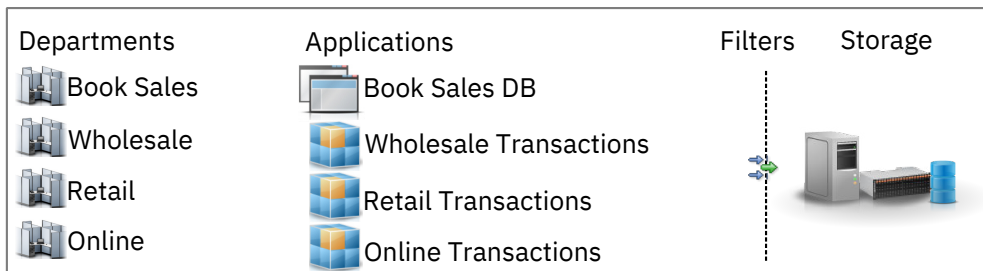 Departments
Applications
Filters
Storage
Book Sales
Book Sales DB
Wholesale
Wholesale Transactions
Retail
Retail Transactions
Online
Online Transactions